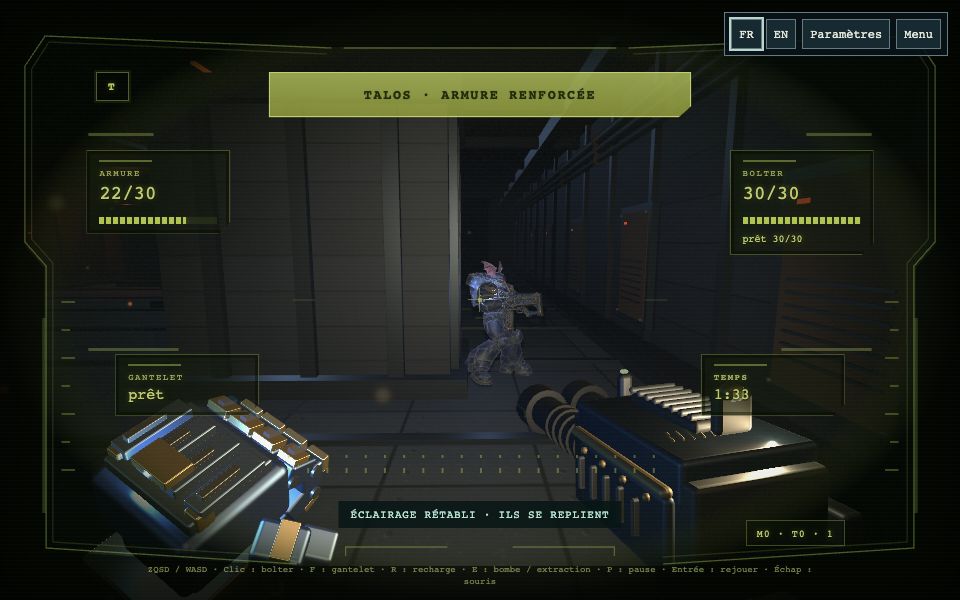 FR EN Paramètres Menu
T
TALOS · ARMURE RENFORCÉE
ARMURE
22/30
BOLTER
30/30
prêt 30/30
GANTELET
prêt
TEMPS
1:33
ÉCLAIRAGE RÉTABLI · ILS SE REPLIENT
M0 · T0 · 1
ZQSD / WASD · Clic : bolter · F : gantelet · R : recharge · E : bombe / extraction · P : pause · Entrée : rejouer · Échap :
souris